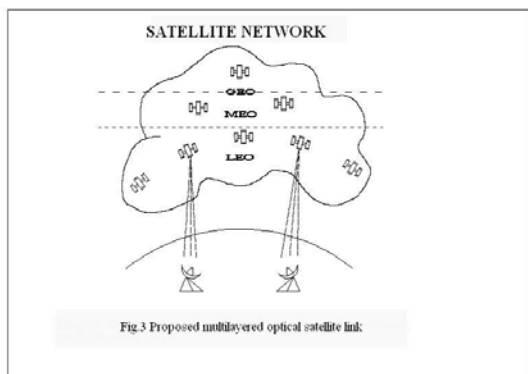 SATELLITE NETWORK
GEO
MEO
LEO
Fig.3 Proposed multilayered optical satellite link